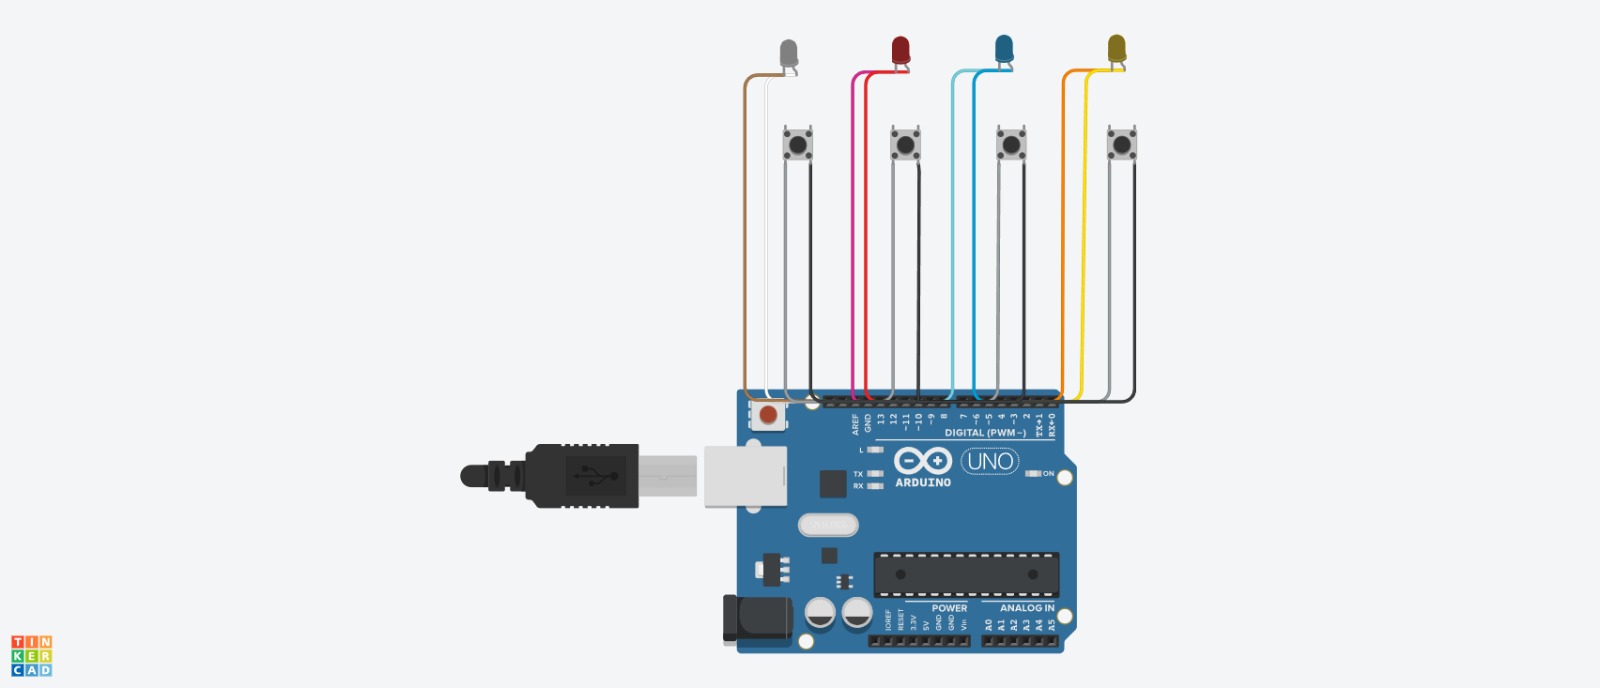 AREF
GND
13
12
~11
~10
~9
8
7
~6
~5
4
~3
2
TX→1
RX←0
DIGITAL (PWM~)
L
TX
RX
ARDUINO
UNO
ON
POWER
ANALOG IN
IOREF
RESET
3.3V
5V
GND
GND
Vin
A0
A1
A2
A3
A4
A5
TIN
KER
CAD